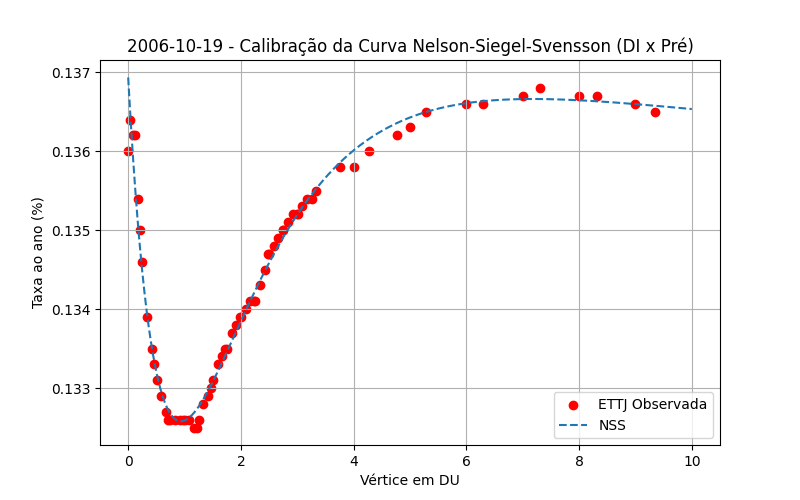 2006-10-19 - Calibração da Curva Nelson-Siegel-Svensson (DI x Pré)
Taxa ao ano (%)
0.137
0.136
0.135
0.134
0.133
ETTJ Observada
NSS
0
2
4
6
8
10
Vértice em DU